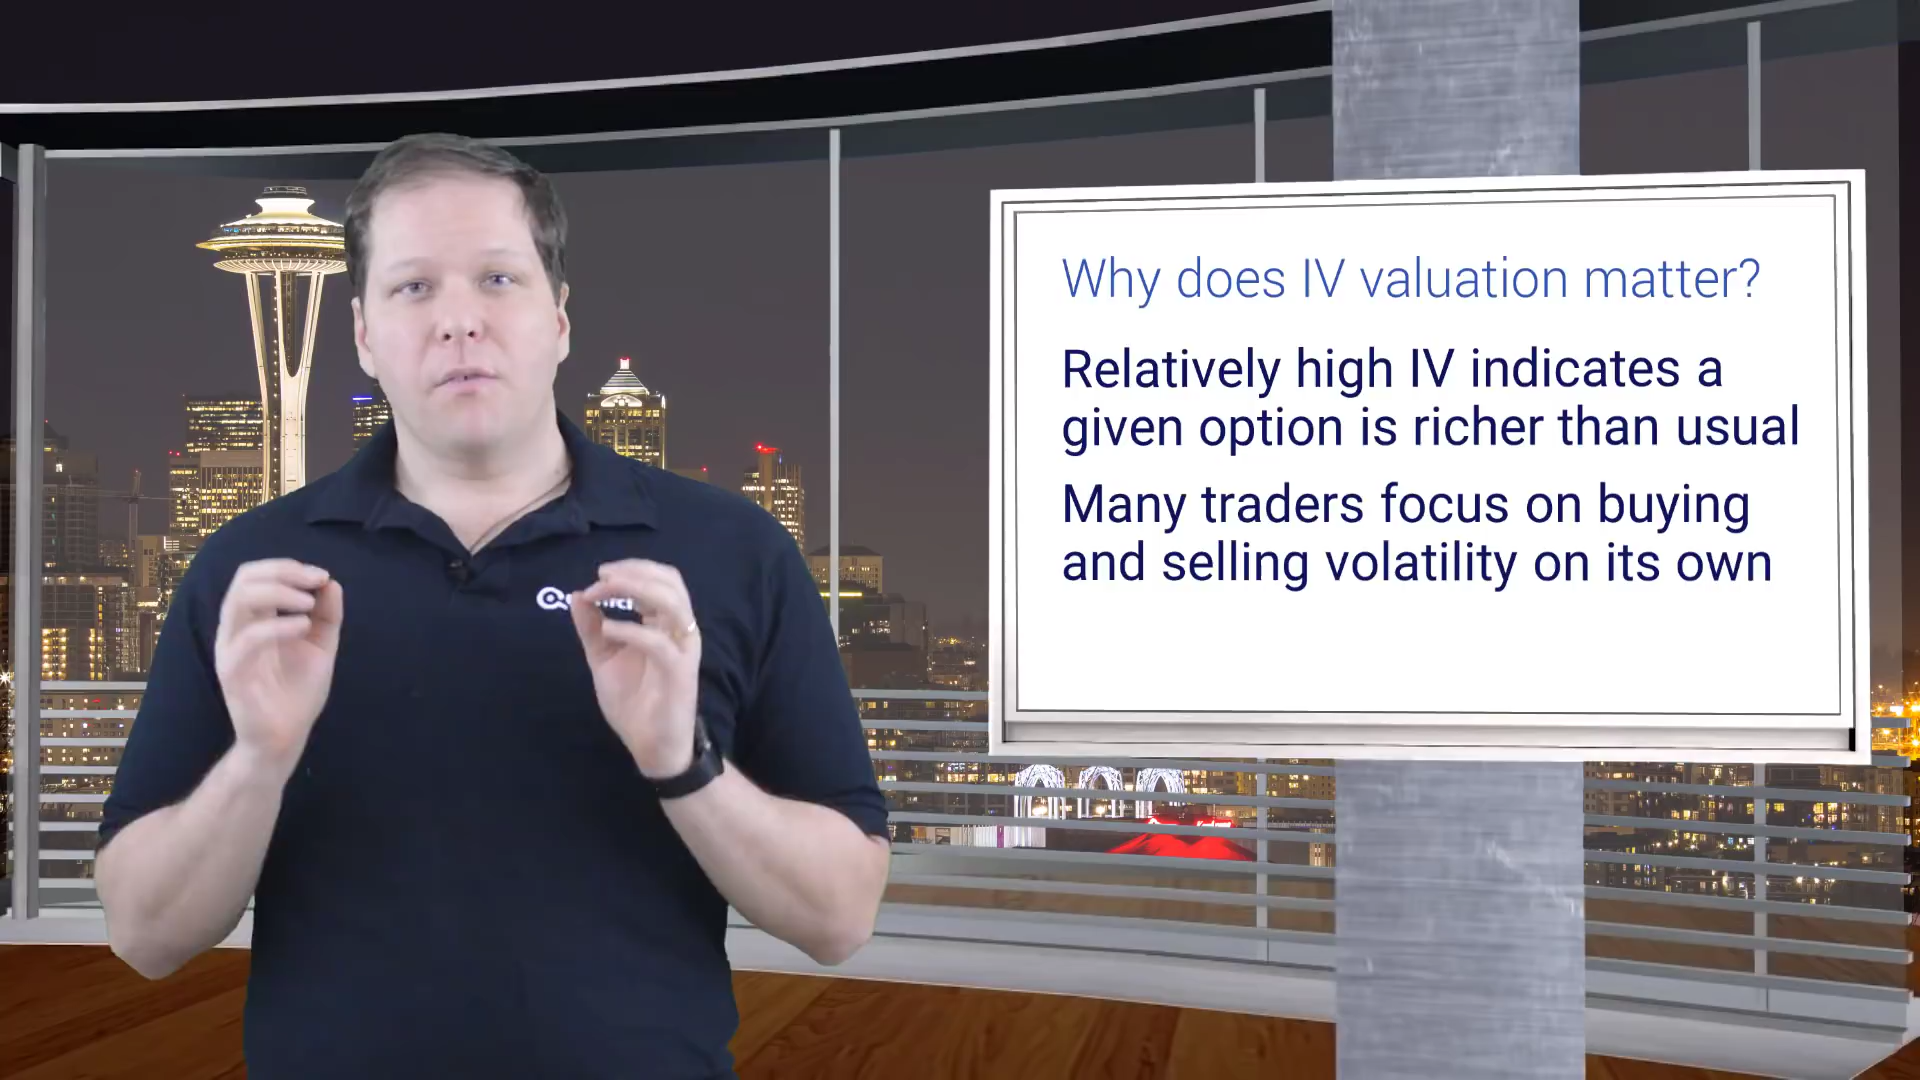 Why does IV valuation matter?
Relatively high IV indicates a
given option is richer than usual
Many traders focus on buying
and selling volatility on its own